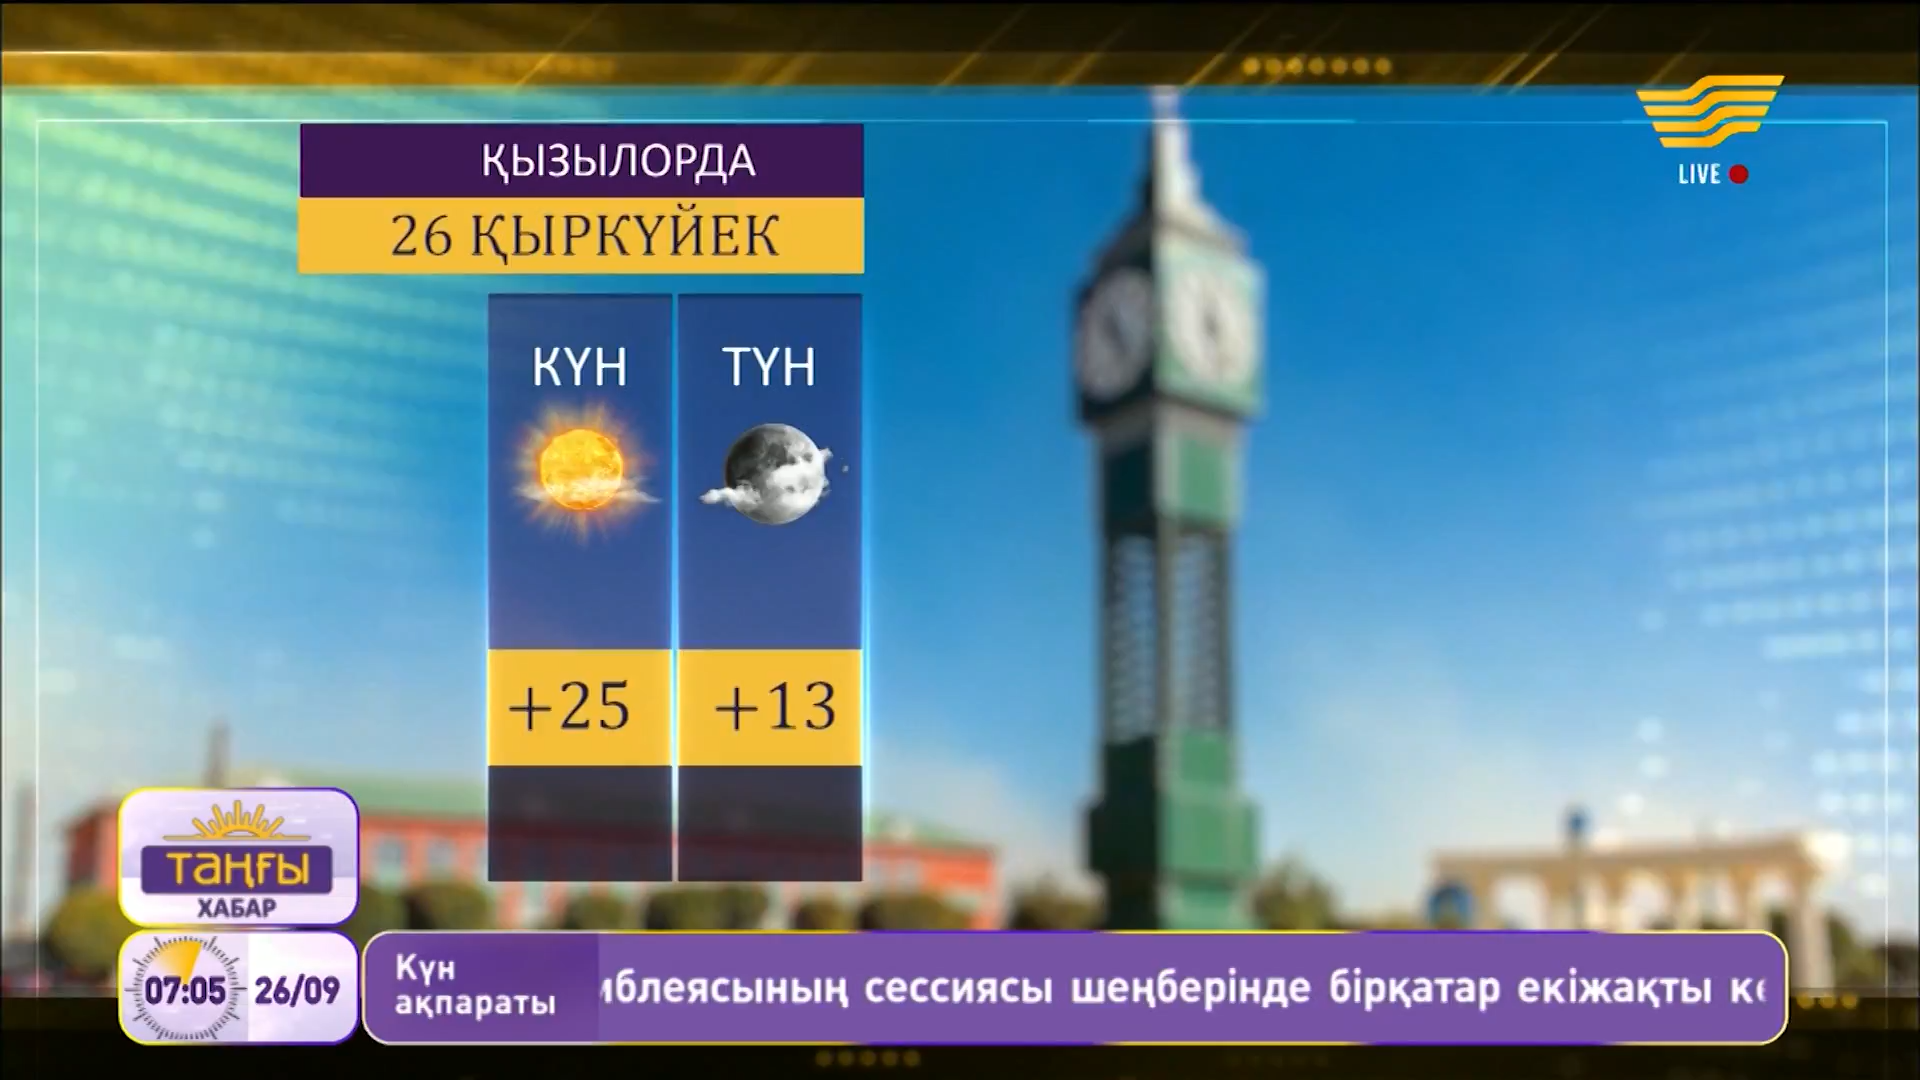 ҚЫЗЫЛОРДА
26 ҚЫРКҮЙЕК
LIVE
КҮН
ТҮН
+25
+13
таңғы
ХАБАР
07:05
26/09
Күн
ақпараты
сессиясы шеңберінде бірқатар екіжақты